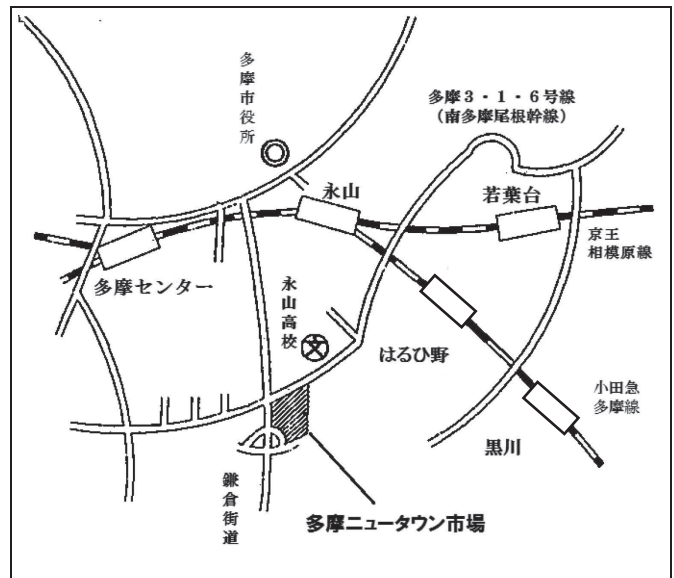 多摩市役所
多摩3・1・6号線
(南多摩尾根幹線)
永山
若葉台
京王
相模原線
多摩センター
永山高校
はるひ野
小田急
多摩線
黒川
鎌倉街道
多摩ニュータウン市場